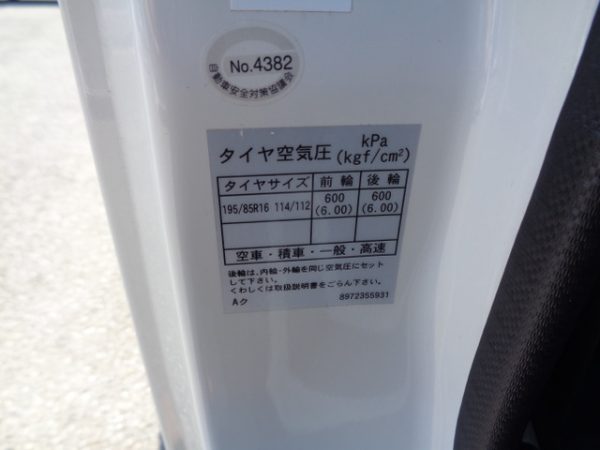 No.4382
自動車安全対策協議会
タイヤ空気圧 kPa (kgf/cm²)
タイヤサイズ 前輪 後輪
195/85R16 114/112 600 (6.00) 600 (6.00)
空車・積車・一般・高速
後輪は、内輪・外輪を同じ空気圧にセット
して下さい。
くわしくは取扱説明書をごらん下さい。
Aク 8972355931